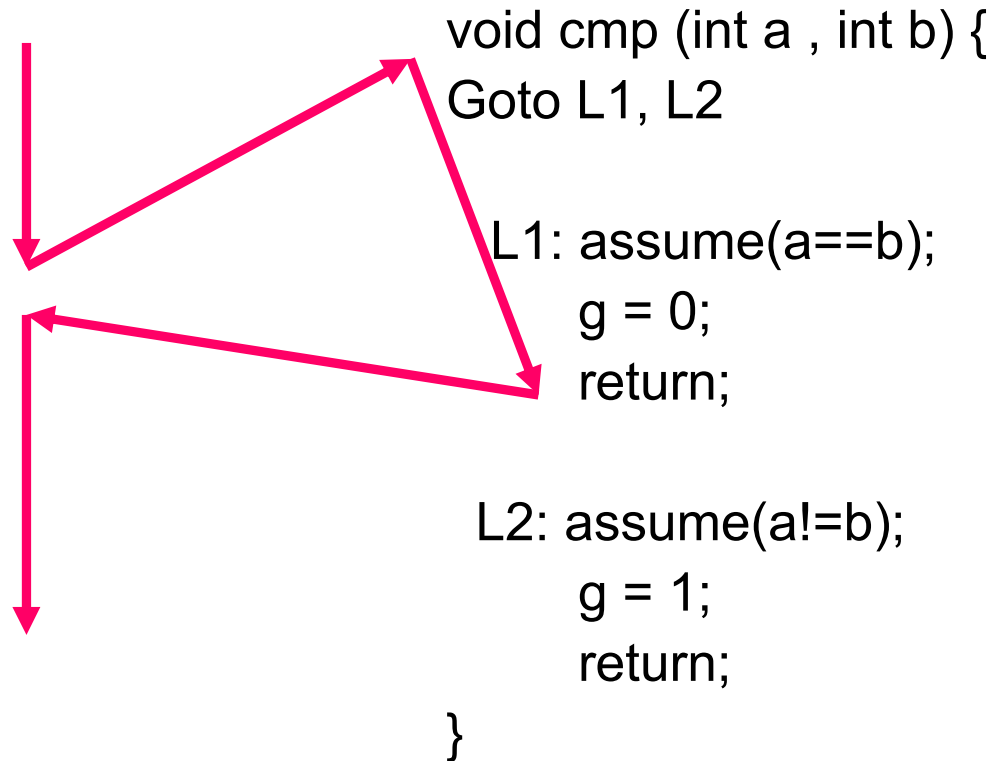 void cmp (int a , int b) {
Goto L1, L2
L1: assume(a==b);
g = 0;
return;
L2: assume(a!=b);
g = 1;
return;
}